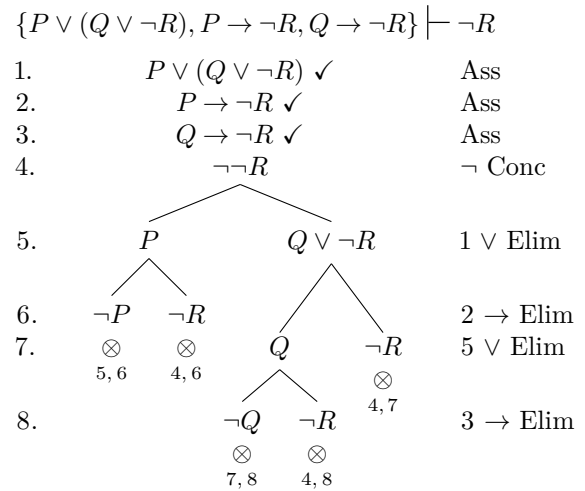 {P ∨ (Q ∨ ¬R), P → ¬R, Q → ¬R} ⊢ ¬R
1. P ∨ (Q ∨ ¬R) ✓ Ass
2. P → ¬R ✓ Ass
3. Q → ¬R ✓ Ass
4. ¬¬R ¬ Conc
5. P Q ∨ ¬R 1 ∨ Elim
6. ¬P ¬R 2 → Elim
7. ⊗ ⊗ Q ¬R 5 ∨ Elim
5, 6 4, 6 ⊗
4, 7
8. ¬Q ¬R 3 → Elim
⊗ ⊗
7, 8 4, 8